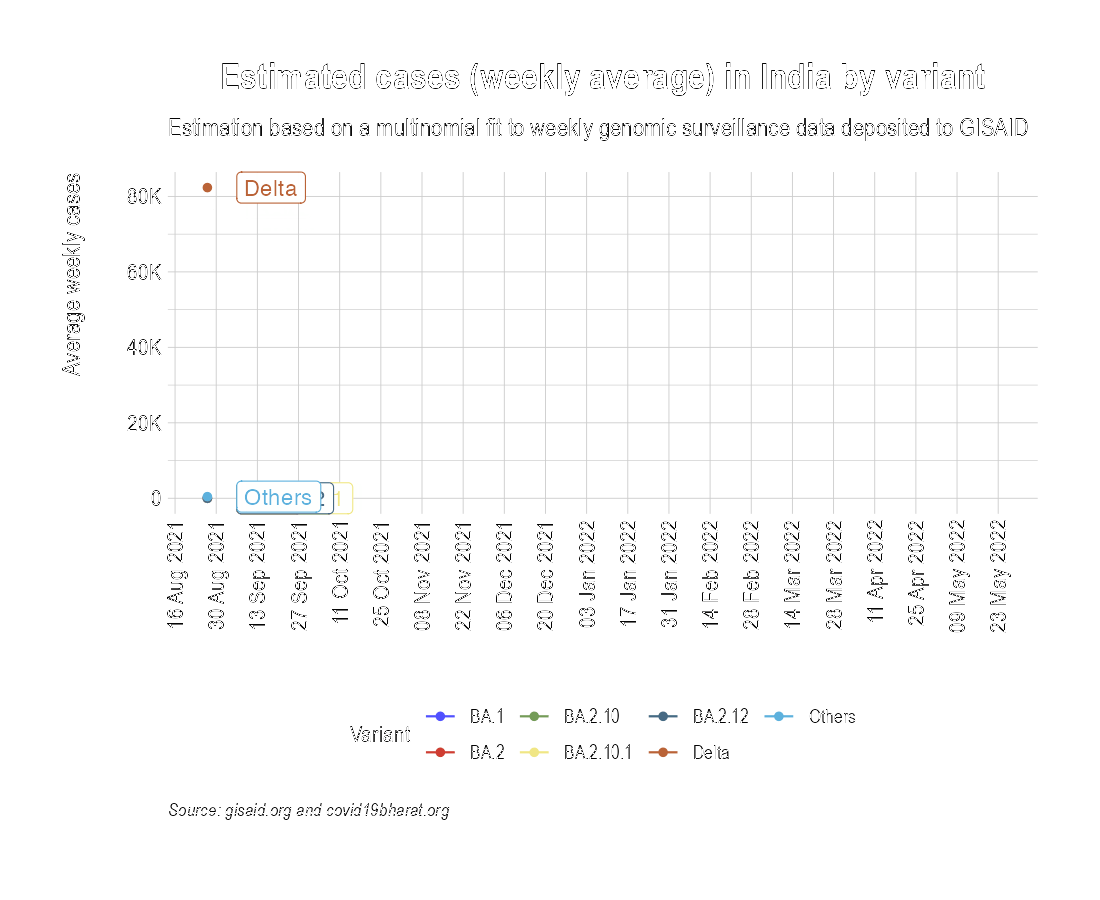 Estimated cases (weekly average) in India by variant
Estimation based on a multinomial fit to weekly genomic surveillance data deposited to GISAID
Average weekly cases
80K
60K
40K
20K
0
Delta
Others
2
1
16 Aug 2021
30 Aug 2021
13 Sep 2021
27 Sep 2021
11 Oct 2021
25 Oct 2021
08 Nov 2021
22 Nov 2021
06 Dec 2021
20 Dec 2021
03 Jan 2022
17 Jan 2022
31 Jan 2022
14 Feb 2022
28 Feb 2022
14 Mar 2022
28 Mar 2022
11 Apr 2022
25 Apr 2022
09 May 2022
23 May 2022
Variant
BA.1
BA.2.10
BA.2.12
Others
BA.2
BA.2.10.1
Delta
Source: gisaid.org and covid19bharat.org